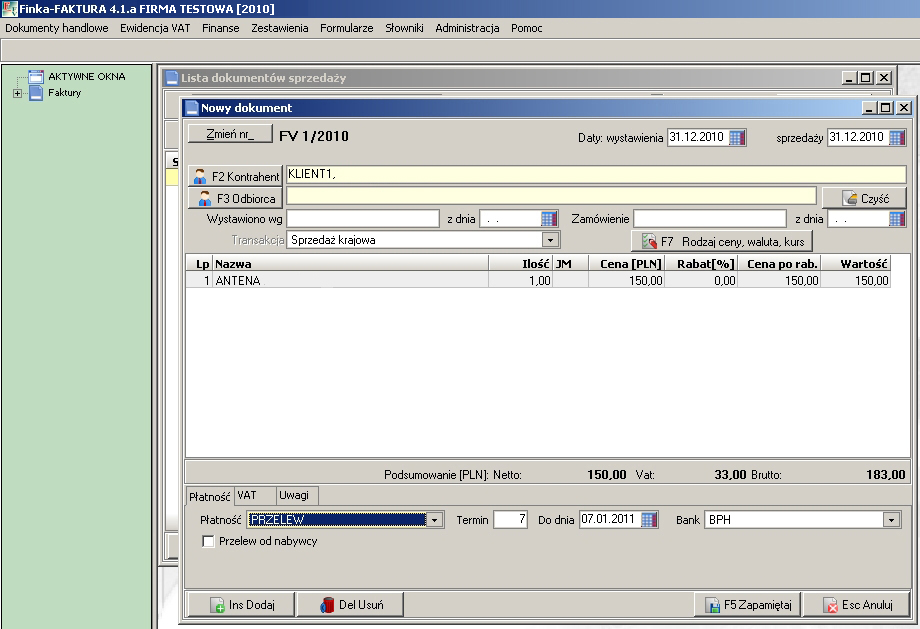 Finka-FAKTURA 4.1.a FIRMA TESTOWA [2010]
Dokumenty handlowe Ewidencja VAT Finanse Zestawienia Formularze Słowniki Administracja Pomoc
AKTYWNE OKNA
Faktury
Lista dokumentów sprzedaży
Nowy dokument
Zmień nr_ FV 1/2010 Daty: wystawienia 31.12.2010 sprzedaży 31.12.2010
F2 Kontrahent KLIENT1,
F3 Odbiorca Czyść
Wystawiono wg z dnia . . Zamówienie z dnia . .
Transakcja Sprzedaż krajowa F7 Rodzaj ceny, waluta, kurs
Lp Nazwa Ilość JM Cena [PLN] Rabat[%] Cena po rab. Wartość
1 ANTENA 1,00 150,00 0,00 150,00 150,00
Podsumowanie [PLN]: Netto: 150,00 Vat: 33,00 Brutto: 183,00
Płatność VAT Uwagi
Płatność PRZELEW Termin 7 Do dnia 07.01.2011 Bank BPH
Przelew od nabywcy
Ins Dodaj Del Usuń F5 Zapamiętaj Esc Anuluj